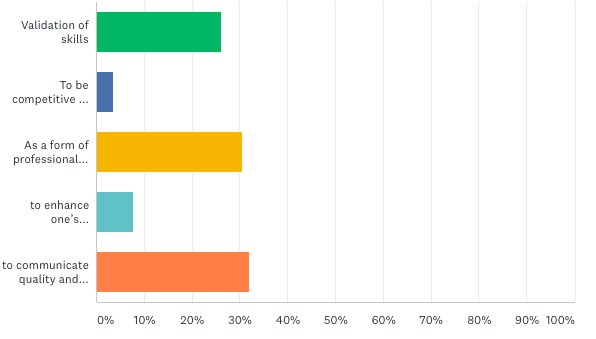 Validation of
skills
To be
competitive ...
As a form of
professional...
to enhance
one's...
to communicate
quality and...
0% 10% 20% 30% 40% 50% 60% 70% 80% 90% 100%